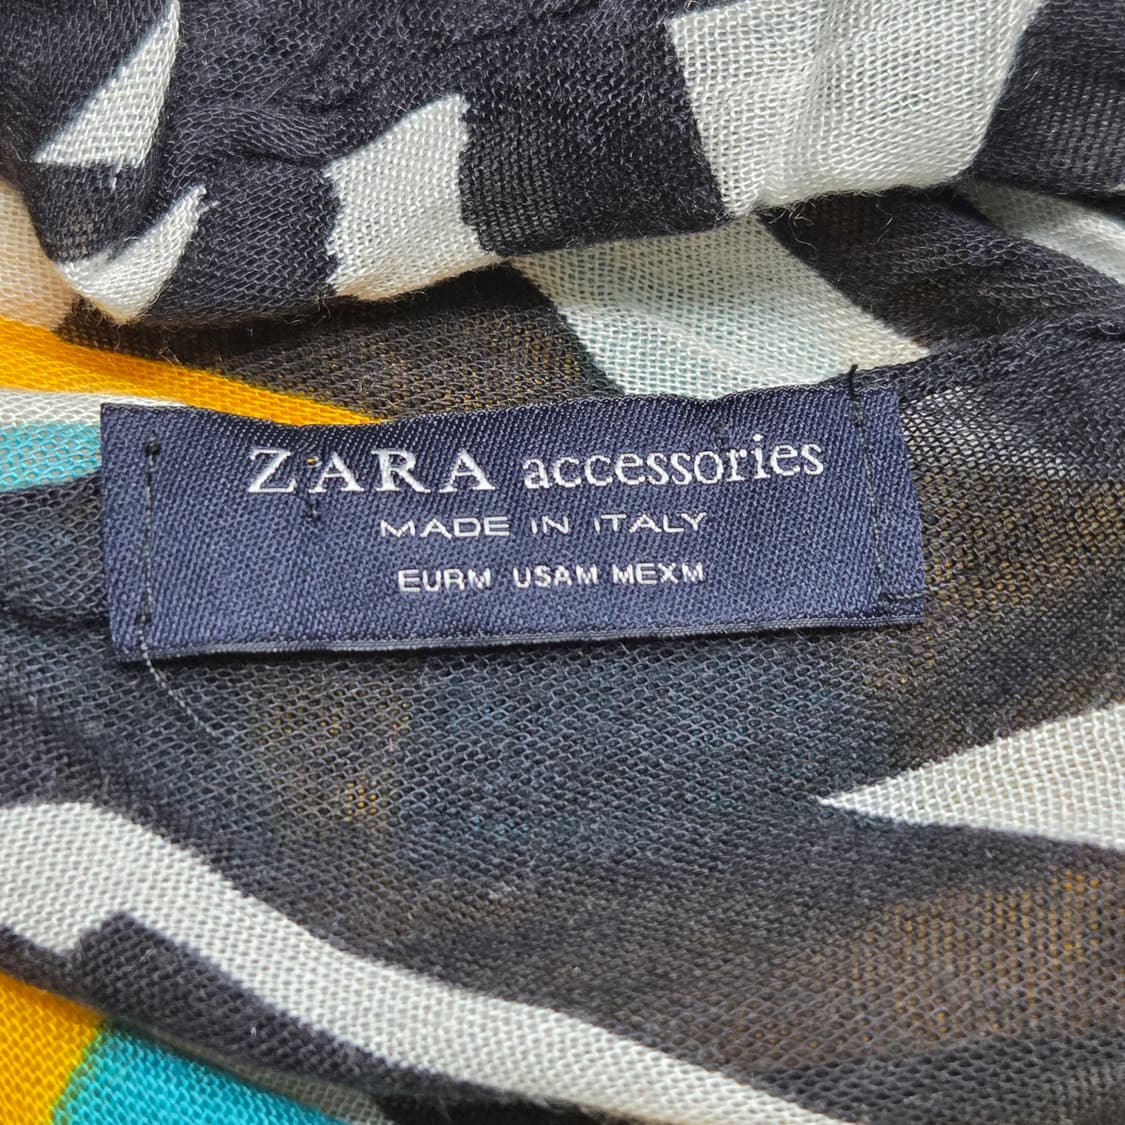 ZARA accessories
MADE IN ITALY
EURM USAM MEXM